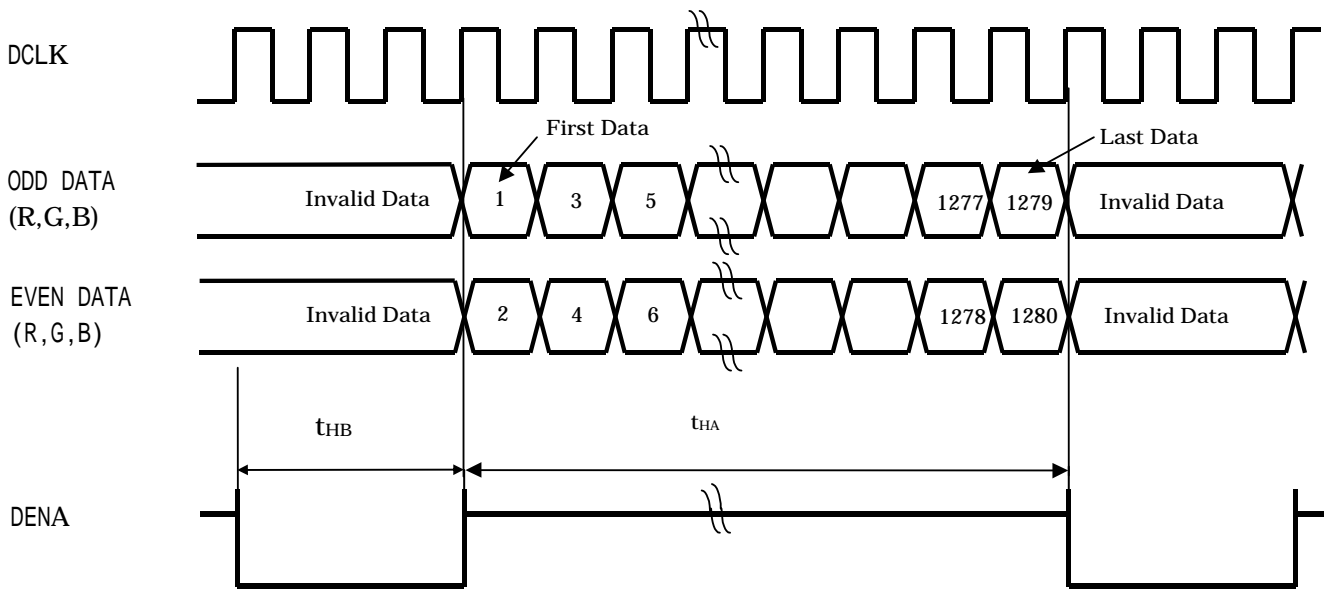 DCLK
First Data
Last Data
ODD DATA
(R,G,B)
Invalid Data 1 3 5 1277 1279 Invalid Data
EVEN DATA
(R,G,B)
Invalid Data 2 4 6 1278 1280 Invalid Data
tHB
tHA
DENA